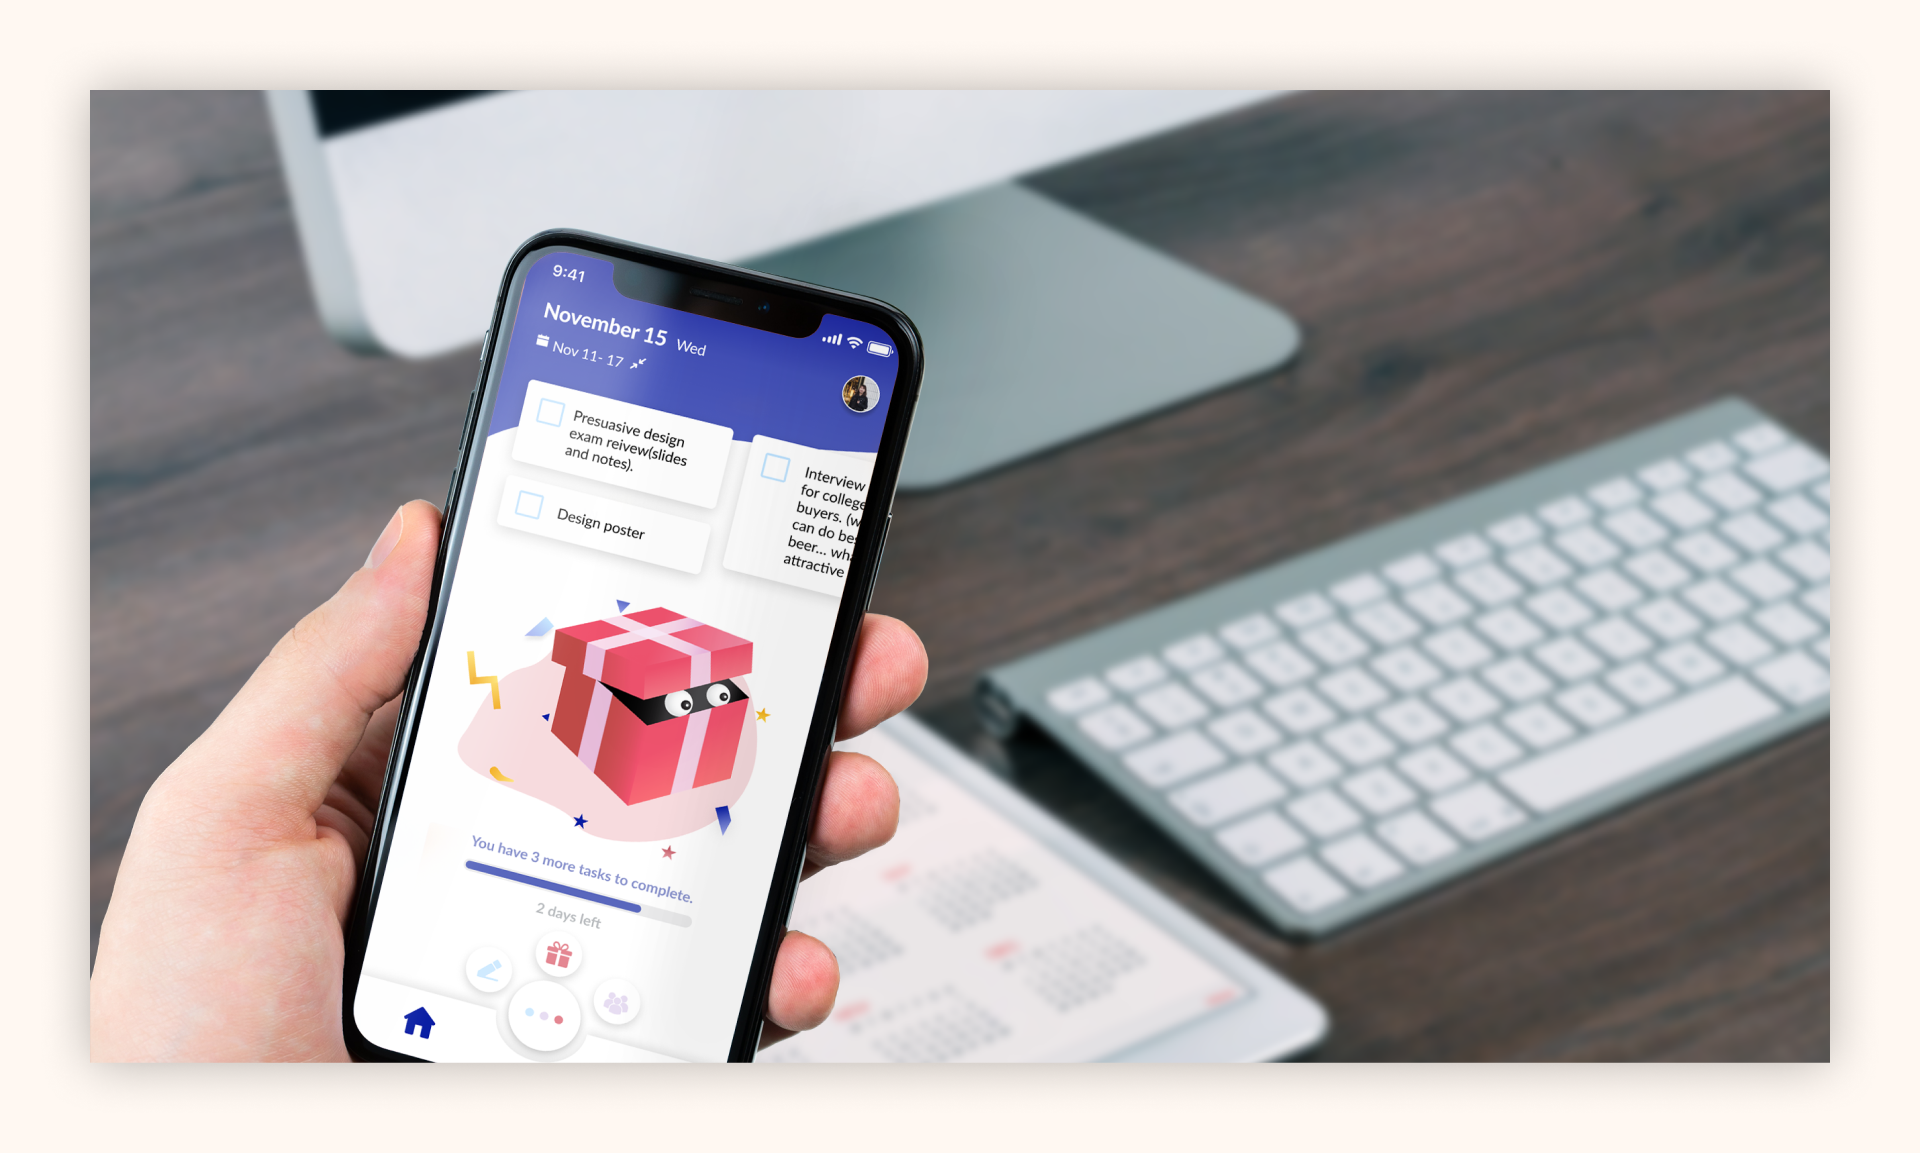 9:41
November 15 Wed
Nov 11- 17
Presuasive design
exam reivew(slides
and notes).
Design poster
Interview
for college
buyers. (w
can do bes
beer... wh
attractive
You have 3 more tasks to complete.
2 days left